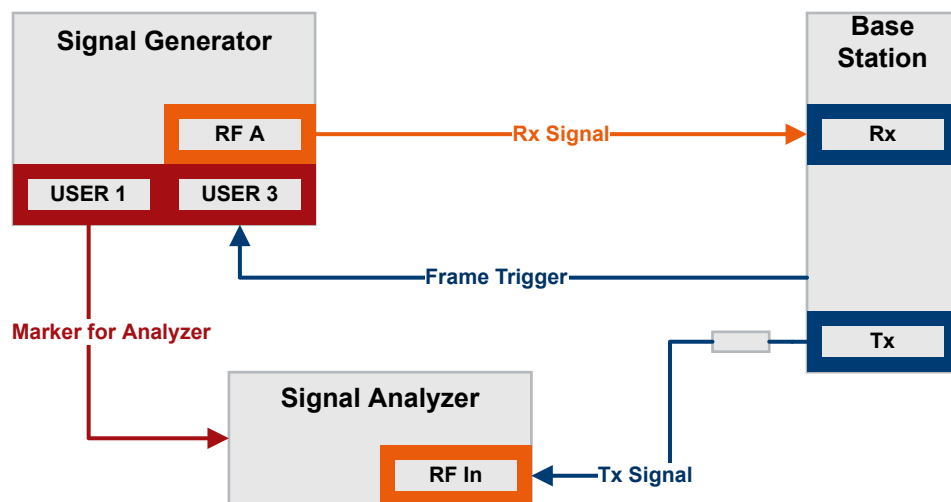 Signal Generator
Base
Station
RF A
Rx Signal
Rx
USER 1
USER 3
Frame Trigger
Marker for Analyzer
Tx
Signal Analyzer
RF In
Tx Signal